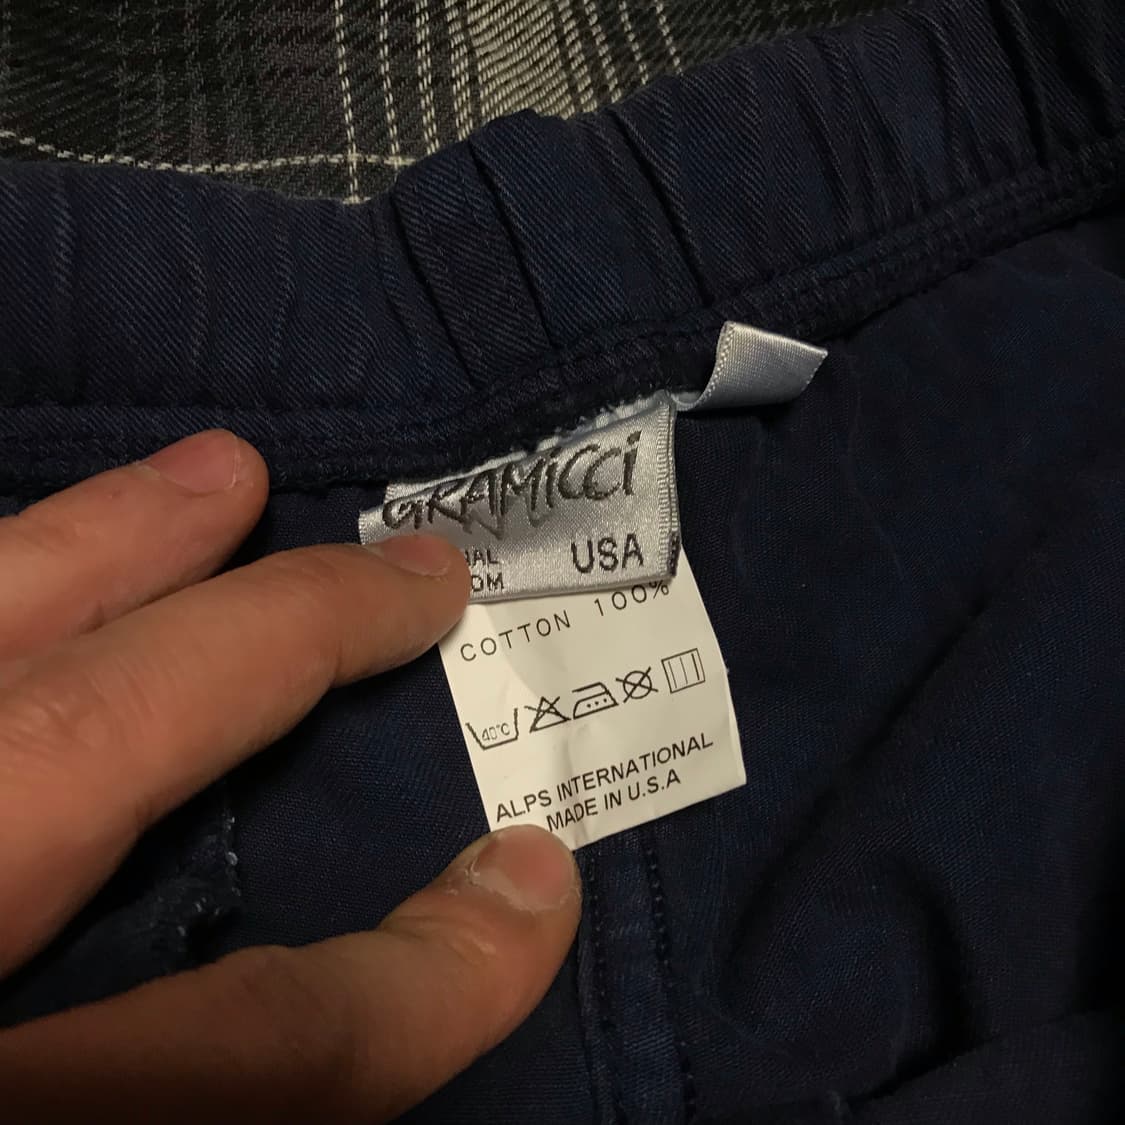 GRAMiCCi
USA
COTTON 100%
40°C
ALPS INTERNATIONAL
MADE IN U.S.A